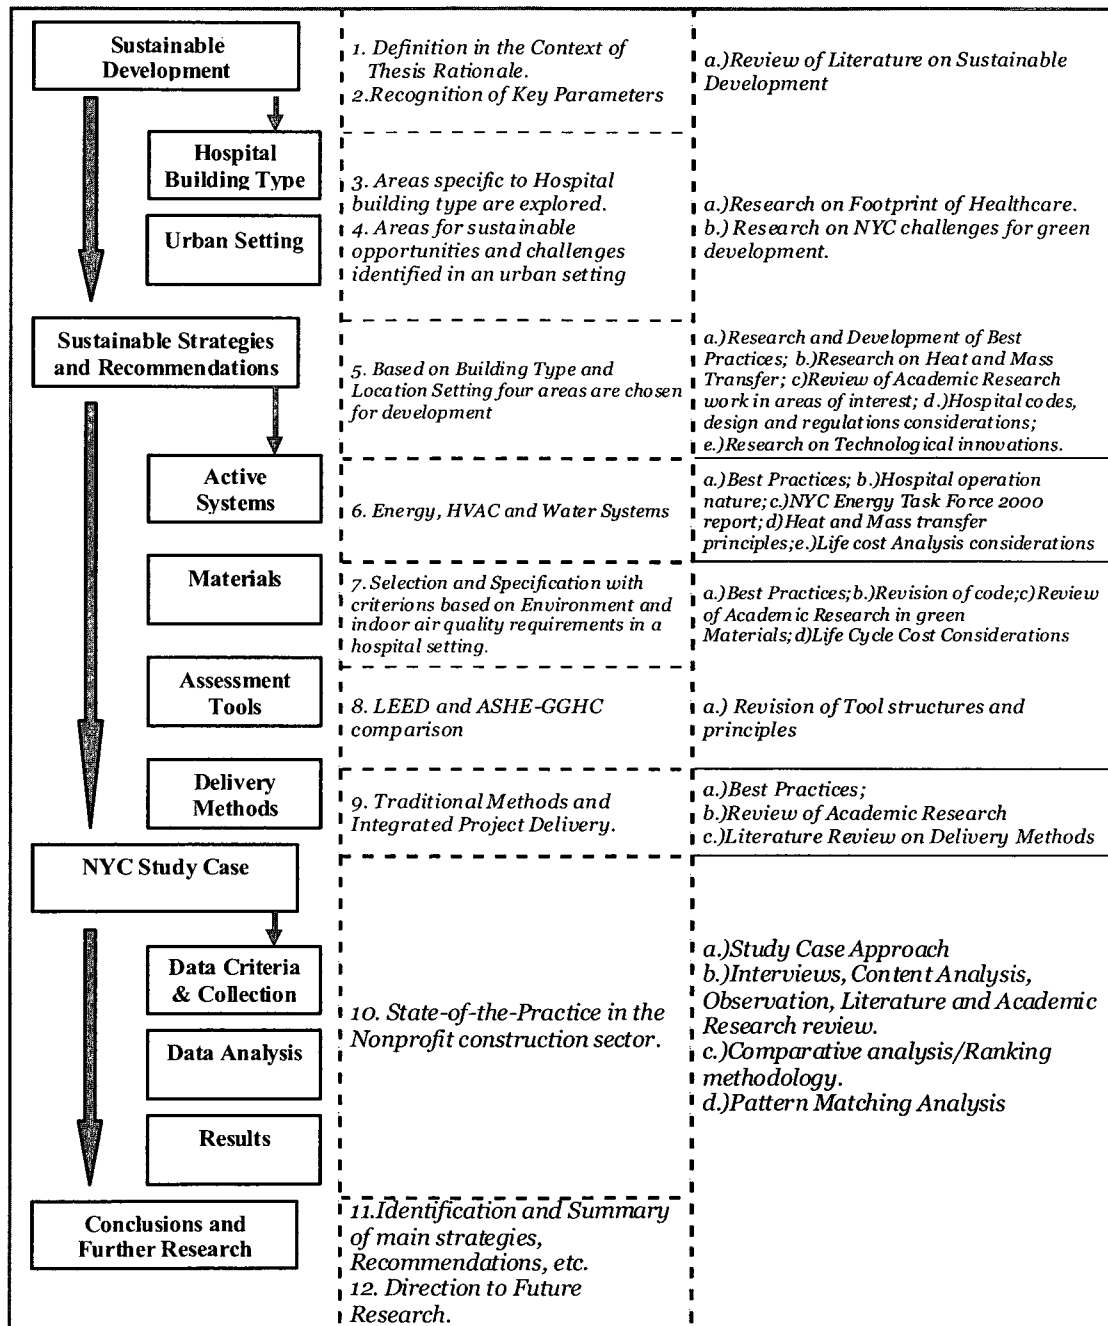 Sustainable
Development
1. Definition in the Context of
Thesis Rationale.
2.Recognition of Key Parameters
a.)Review of Literature on Sustainable
Development
Hospital
Building Type
Urban Setting
3. Areas specific to Hospital
building type are explored.
4. Areas for sustainable
opportunities and challenges
identified in an urban setting
a.)Research on Footprint of Healthcare.
b.) Research on NYC challenges for green
development.
Sustainable Strategies
and Recommendations
5. Based on Building Type and
Location Setting four areas are chosen
for development
a.)Research and Development of Best
Practices; b.)Research on Heat and Mass
Transfer; c)Review of Academic Research
work in areas of interest; d.)Hospital codes,
design and regulations considerations;
e.)Research on Technological innovations.
Active
Systems
6. Energy, HVAC and Water Systems
a.)Best Practices; b.)Hospital operation
nature;c.)NYC Energy Task Force 2000
report;d)Heat and Mass transfer
principles;e.)Life cost Analysis considerations
Materials
7. Selection and Specification with
criterions based on Environment and
indoor air quality requirements in a
hospital setting.
a.)Best Practices;b.)Revision of code;c)Review
of Academic Research in green
Materials;d)Life Cycle Cost Considerations
Assessment
Tools
8. LEED and ASHE-GGHC
comparison
a.) Revision of Tool structures and
principles
Delivery
Methods
9. Traditional Methods and
Integrated Project Delivery.
a.)Best Practices;
b.)Review of Academic Research
c.)Literature Review on Delivery Methods
NYC Study Case
Data Criteria
& Collection
Data Analysis
Results
10. State-of-the-Practice in the
Nonprofit construction sector.
a.)Study Case Approach
b.)Interviews, Content Analysis,
Observation, Literature and Academic
Research review.
c.)Comparative analysis/Ranking
methodology.
d.)Pattern Matching Analysis
Conclusions and
Further Research
11.Identification and Summary
of main strategies,
Recommendations, etc.
12. Direction to Future
Research.